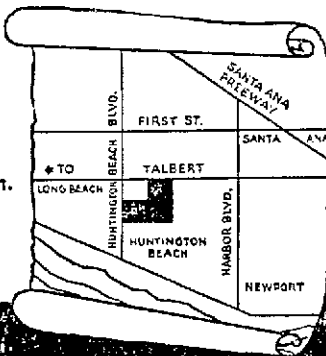 SANTA ANA
FREEWAY
HUNTINGTON BEACH BLVD.
FIRST ST.
SANTA ANA
* TO
LONG BEACH
TALBERT
HARBOR BLVD.
HUNTINGTON
BEACH
NEWPORT